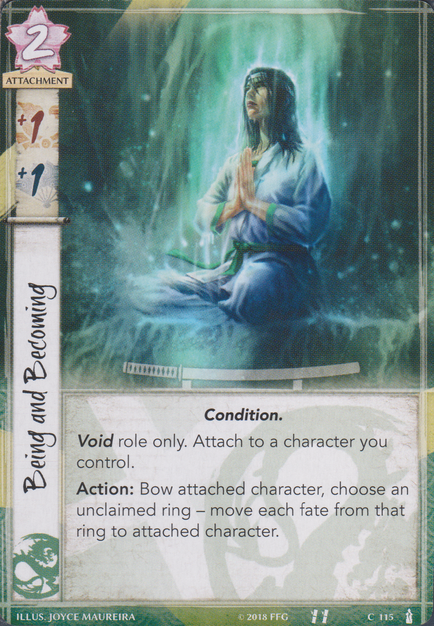 2
ATTACHMENT
+1
+1
Being and Becoming
Condition.
Void role only. Attach to a character you
control.
Action: Bow attached character, choose an
unclaimed ring – move each fate from that
ring to attached character.
ILLUS. JOYCE MAUREIRA
© 2018 FFG
C 115